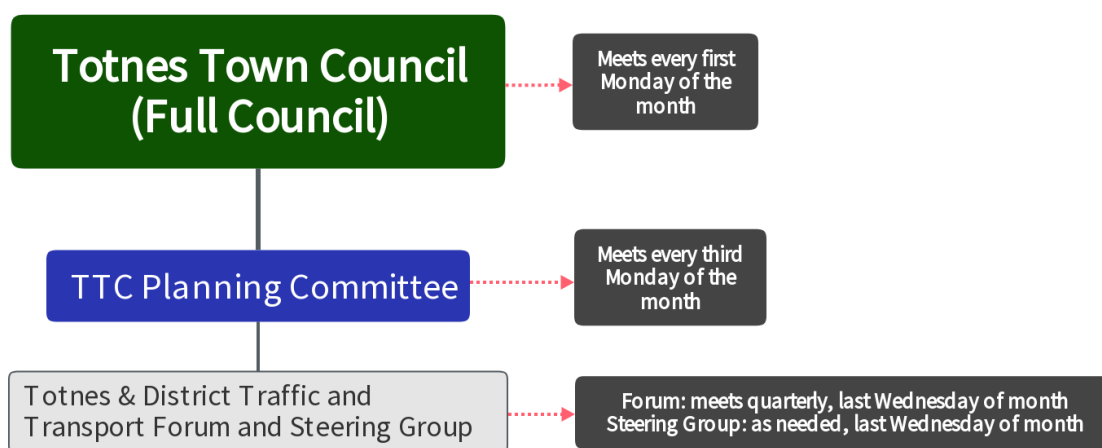 Totnes Town Council
(Full Council)
Meets every first
Monday of the
month
TTC Planning Committee
Meets every third
Monday of the
month
Totnes & District Traffic and
Transport Forum and Steering Group
Forum: meets quarterly, last Wednesday of month
Steering Group: as needed, last Wednesday of month